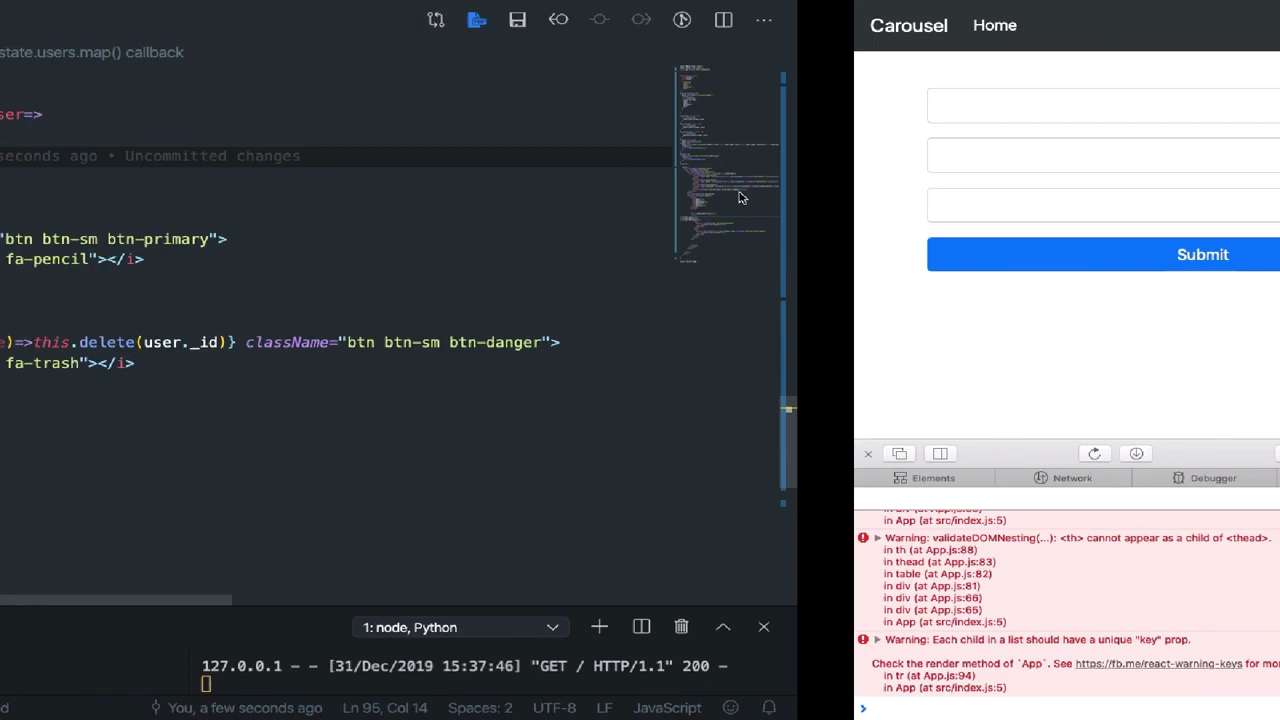 state.users.map() callback
ser=>
seconds ago • Uncommitted changes
"btn btn-sm btn-primary">
fa-pencil"></i>
)=>this.delete(user._id)} className="btn btn-sm btn-danger">
fa-trash"></i>
1: node, Python
127.0.0.1 - - [31/Dec/2019 15:37:46] "GET / HTTP/1.1" 200 -
You, a few seconds ago Ln 95, Col 14 Spaces: 2 UTF-8 LF JavaScript
Carousel Home
Submit
Elements Network Debugger
in App (at src/index.js:5)
Warning: validateDOMNesting(...): <th> cannot appear as a child of <thead>.
in th (at App.js:88)
in thead (at App.js:83)
in table (at App.js:82)
in div (at App.js:81)
in div (at App.js:66)
in div (at App.js:65)
in App (at src/index.js:5)
Warning: Each child in a list should have a unique "key" prop.
Check the render method of `App`. See https://fb.me/react-warning-keys for mor
in tr (at App.js:94)
in App (at src/index.js:5)